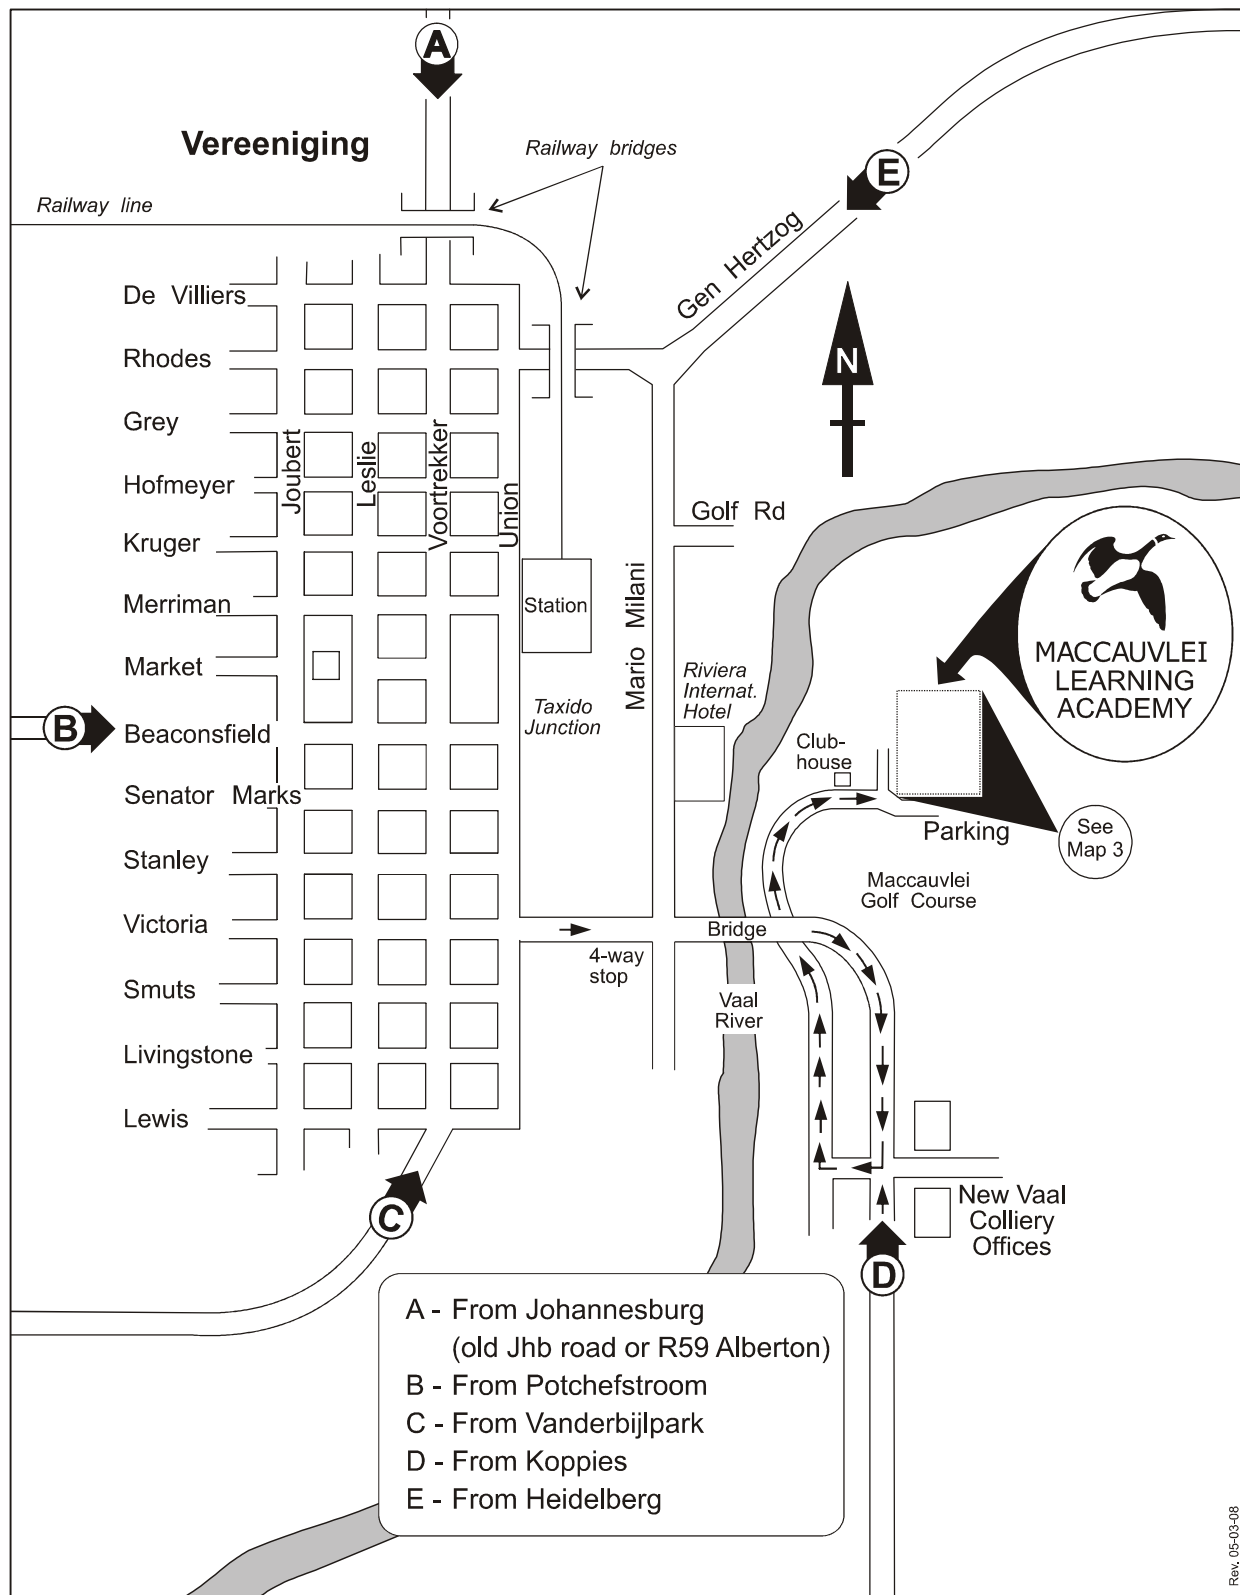 A
Vereeniging
Railway bridges
E
Railway line
Gen Hertzog
De Villiers
Rhodes
N
Grey
Joubert
Leslie
Voortrekker
Union
Hofmeyer
Golf Rd
Kruger
Merriman
Station
Mario Milani
MACCAUVLEI
LEARNING
ACADEMY
Market
Riviera
Internat.
Hotel
Taxido
Junction
B
Beaconsfield
Club-
house
Senator Marks
Parking
See
Map 3
Stanley
Maccauvlei
Golf Course
Victoria
Bridge
4-way
stop
Smuts
Vaal
River
Livingstone
Lewis
C
New Vaal
Colliery
Offices
D
A - From Johannesburg
(old Jhb road or R59 Alberton)
B - From Potchefstroom
C - From Vanderbijlpark
D - From Koppies
E - From Heidelberg
Rev. 05-03-08